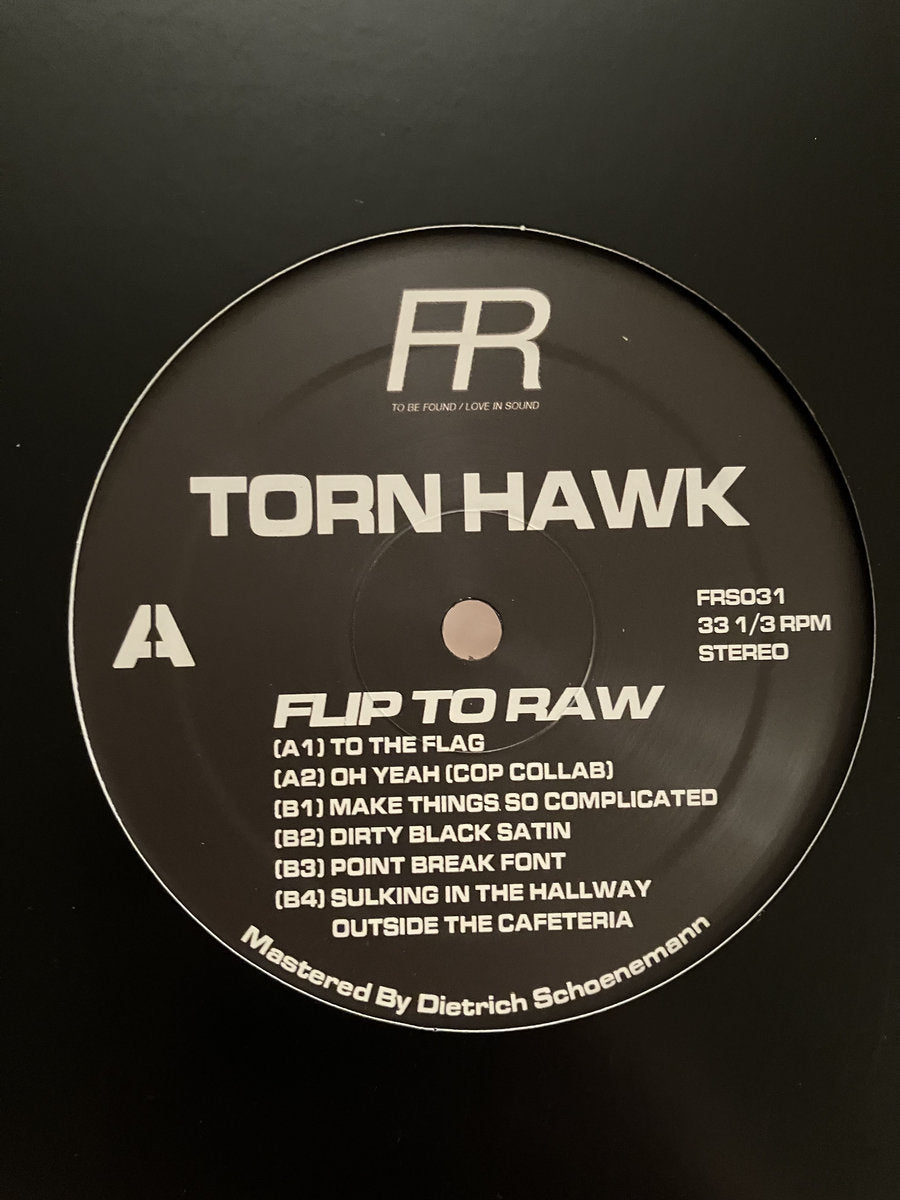 FR
TO BE FOUND / LOVE IN SOUND
TORN HAWK
A
FRS031
33 1/3 RPM
STEREO
FLIP TO RAW
(A1) TO THE FLAG
(A2) OH YEAH (COP COLLAB)
(B1) MAKE THINGS SO COMPLICATED
(B2) DIRTY BLACK SATIN
(B3) POINT BREAK FONT
(B4) SULKING IN THE HALLWAY
OUTSIDE THE CAFETERIA
Mastered By Dietrich Schoenemann